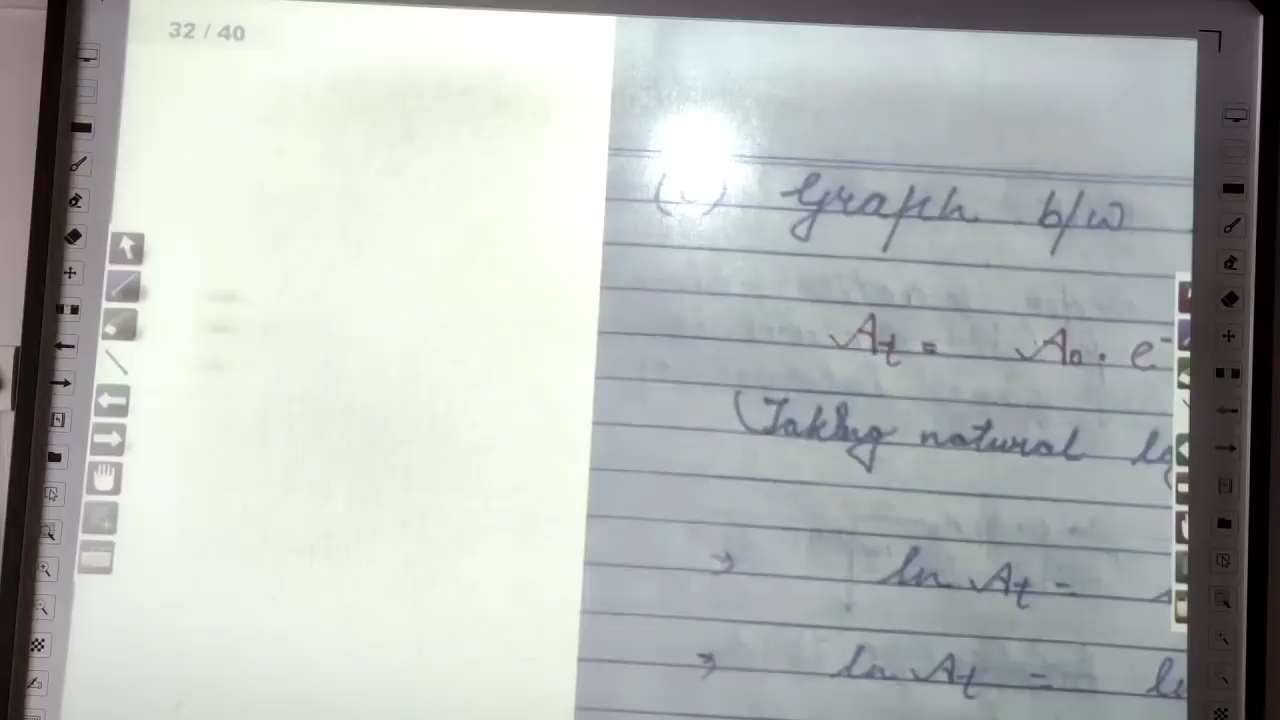 32 / 40
Graph b/w
At = A0 . e-
(Taking natural
→ ln At =
→ ln At =